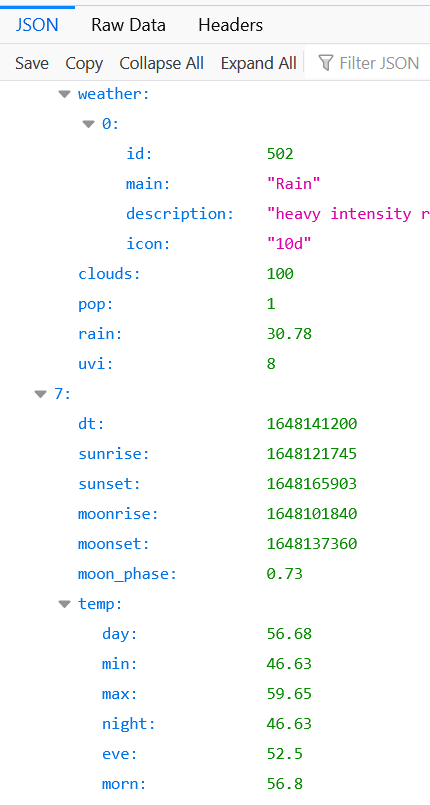 JSON Raw Data Headers
Save Copy Collapse All Expand All Filter JSON
weather:
0:
id: 502
main: "Rain"
description: "heavy intensity r
icon: "10d"
clouds: 100
pop: 1
rain: 30.78
uvi: 8
7:
dt: 1648141200
sunrise: 1648121745
sunset: 1648165903
moonrise: 1648101840
moonset: 1648137360
moon_phase: 0.73
temp:
day: 56.68
min: 46.63
max: 59.65
night: 46.63
eve: 52.5
morn: 56.8